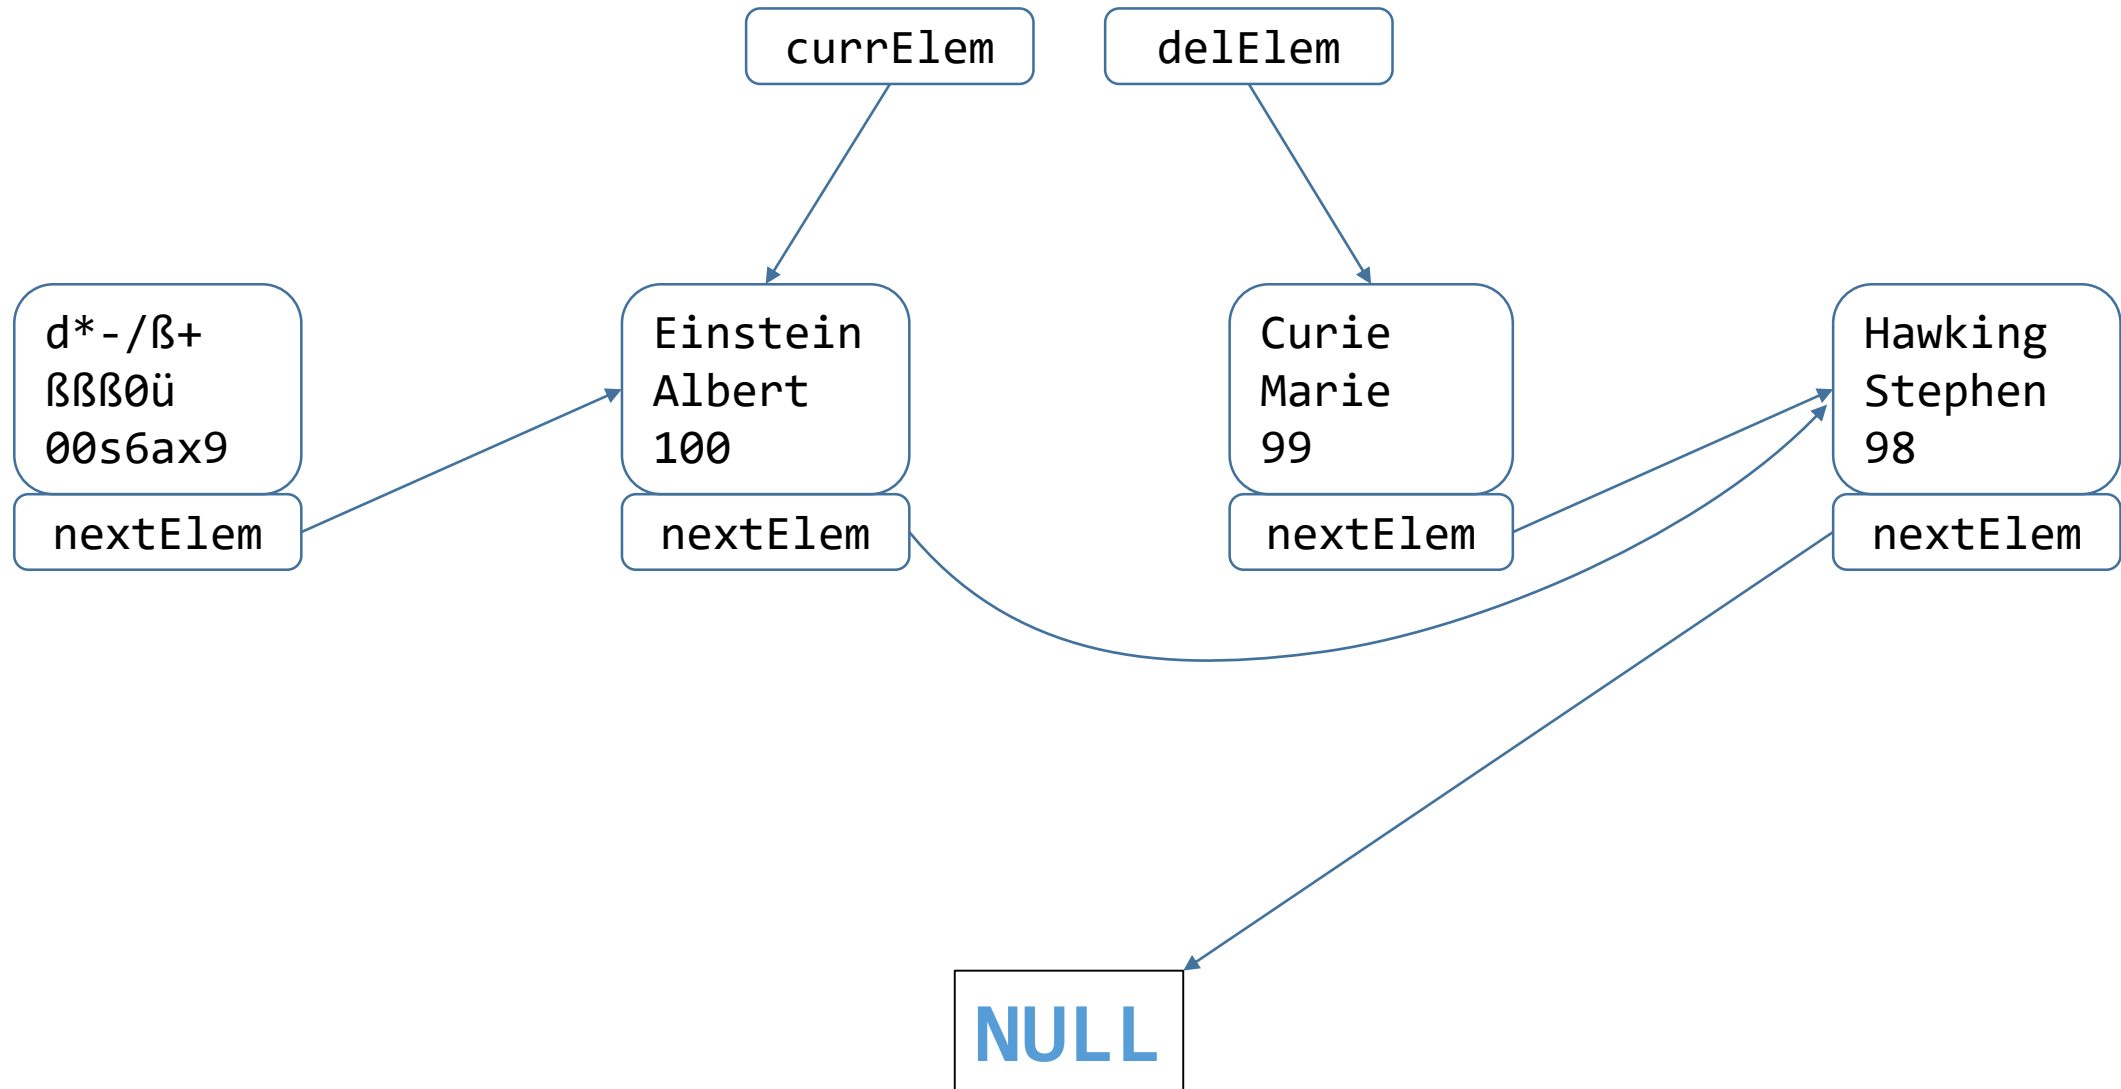 currElem
delElem
d*-/ß+
ßßß0ü
00s6ax9
nextElem
Einstein
Albert
100
nextElem
Curie
Marie
99
nextElem
Hawking
Stephen
98
nextElem
NULL